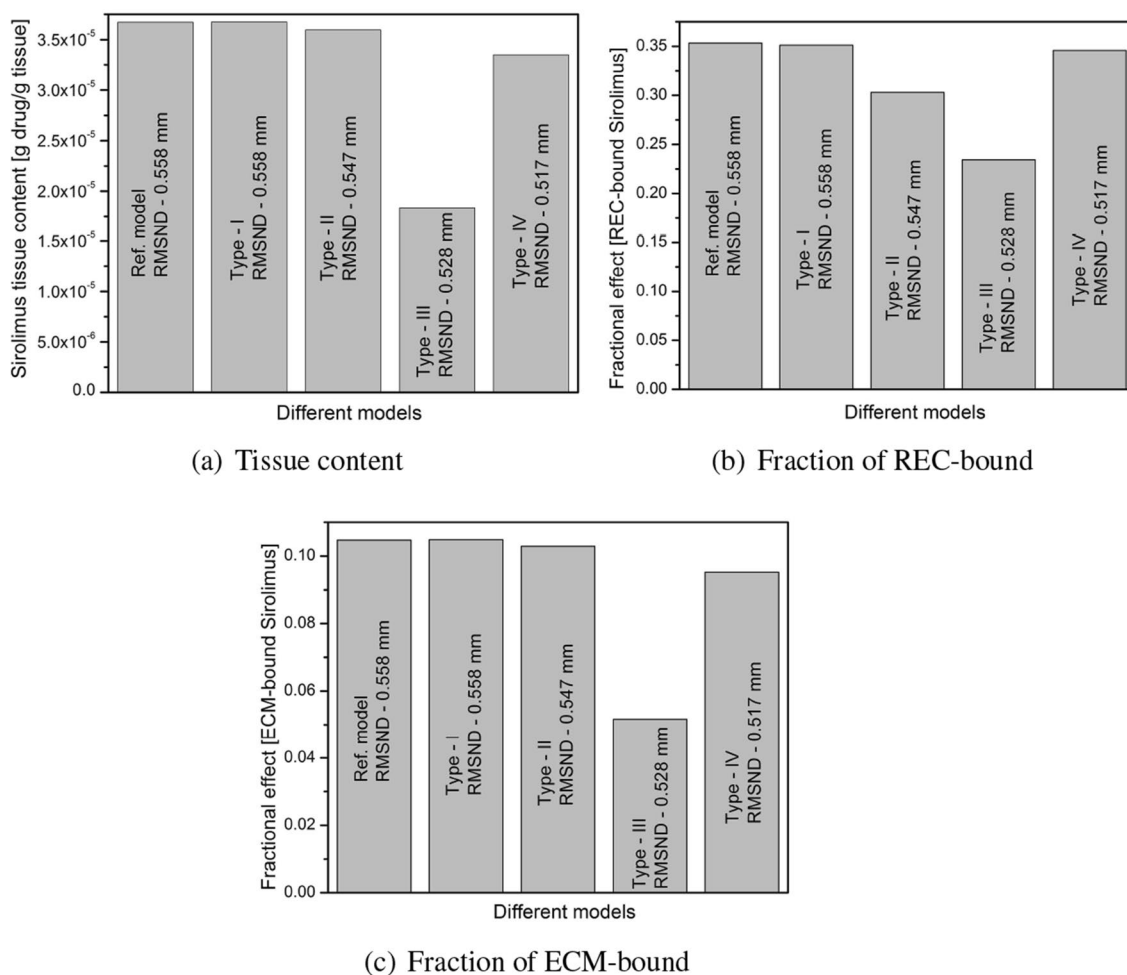 Sirolimus tissue content [g drug/g tissue]
3.5x10⁻⁵
3.0x10⁻⁵
2.5x10⁻⁵
2.0x10⁻⁵
1.5x10⁻⁵
1.0x10⁻⁵
5.0x10⁻⁶
0.0
Ref. model
RMSND - 0.558 mm
Type - I
RMSND - 0.558 mm
Type - II
RMSND - 0.547 mm
Type - III
RMSND - 0.528 mm
Type - IV
RMSND - 0.517 mm
Different models
(a) Tissue content
Fractional effect [REC-bound Sirolimus]
0.35
0.30
0.25
0.20
0.15
0.10
0.05
0.00
Ref. model
RMSND - 0.558 mm
Type - I
RMSND - 0.558 mm
Type - II
RMSND - 0.547 mm
Type - III
RMSND - 0.528 mm
Type - IV
RMSND - 0.517 mm
Different models
(b) Fraction of REC-bound
Fractional effect [ECM-bound Sirolimus]
0.10
0.08
0.06
0.04
0.02
0.00
Ref. model
RMSND - 0.558 mm
Type - I
RMSND - 0.558 mm
Type - II
RMSND - 0.547 mm
Type - III
RMSND - 0.528 mm
Type - IV
RMSND - 0.517 mm
Different models
(c) Fraction of ECM-bound